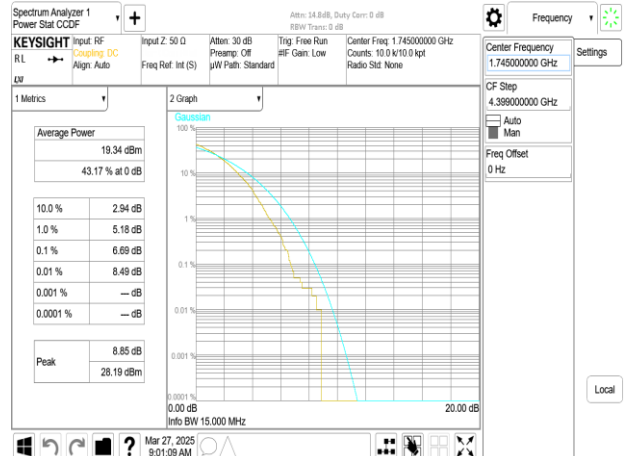 Spectrum Analyzer 1
Power Stat CCDF
+
Attn: 14.8dB, Duty Corr: 0 dB
RBW Trans: 0 dB
Frequency
KEYSIGHT
RL
LXI
Input: RF
Coupling: DC
Align: Auto
Input Z: 50 Ω
Freq Ref: Int (S)
Atten: 30 dB
Preamp: Off
µW Path: Standard
Trig: Free Run
#IF Gain: Low
Center Freq: 1.745000000 GHz
Counts: 10.0 k/10.0 kpt
Radio Std: None
Center Frequency
1.745000000 GHz
Settings
CF Step
4.399000000 GHz
Auto
Man
Freq Offset
0 Hz
1 Metrics
Average Power
19.34 dBm
43.17 % at 0 dB
10.0 % 2.94 dB
1.0 % 5.18 dB
0.1 % 6.69 dB
0.01 % 8.49 dB
0.001 % --- dB
0.0001 % --- dB
Peak
8.85 dB
28.19 dBm
2 Graph
Gaussian
100 %
10 %
1 %
0.1 %
0.01 %
0.001 %
0.0001 %
0.00 dB 20.00 dB
Info BW 15.000 MHz
Local
?
Mar 27, 2025
9:01:09 AM